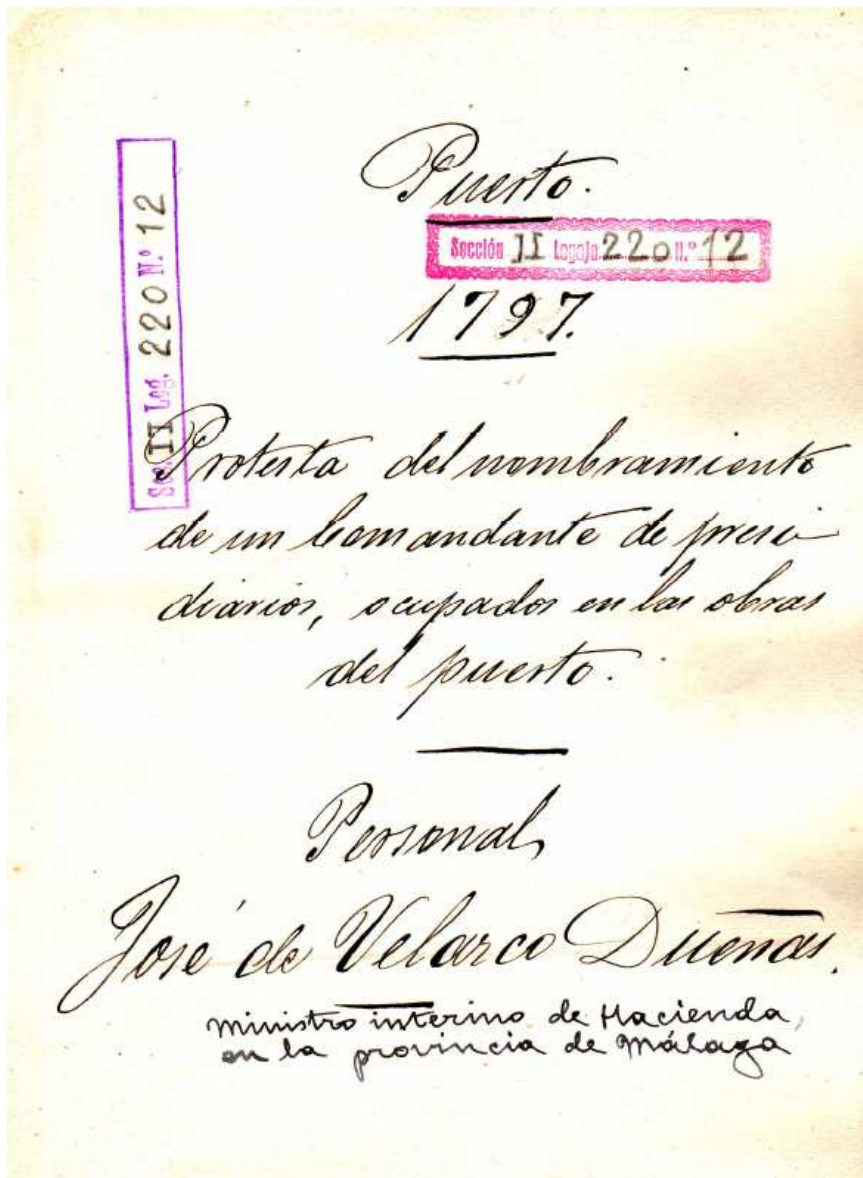 Puerto.
Sección II Legajo 220 N.º 12
1797.
Sec. II Leg. 220 N.º 12
Protesta del nombramiento
de un Comandante de presi-
diarios, ocupados en las obras
del puerto.
Personal,
José de Velasco Dueñas.
Ministro interino de Hacienda,
en la provincia de Málaga